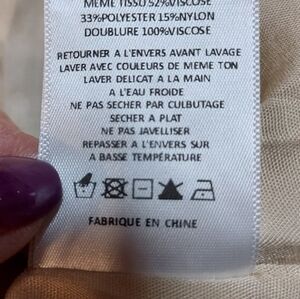 MEME TISSU 52%VISCOSE
33%POLYESTER 15%NYLON
DOUBLURE 100%VISCOSE
RETOURNER A L'ENVERS AVANT LAVAGE
LAVER AVEC COULEURS DE MEME TON
LAVER DELICAT A LA MAIN
A L'EAU FROIDE
NE PAS SECHER PAR CULBUTAGE
SECHER A PLAT
NE PAS JAVELLISER
REPASSER A L'ENVERS SUR
A BASSE TEMPÉRATURE
FABRIQUE EN CHINE